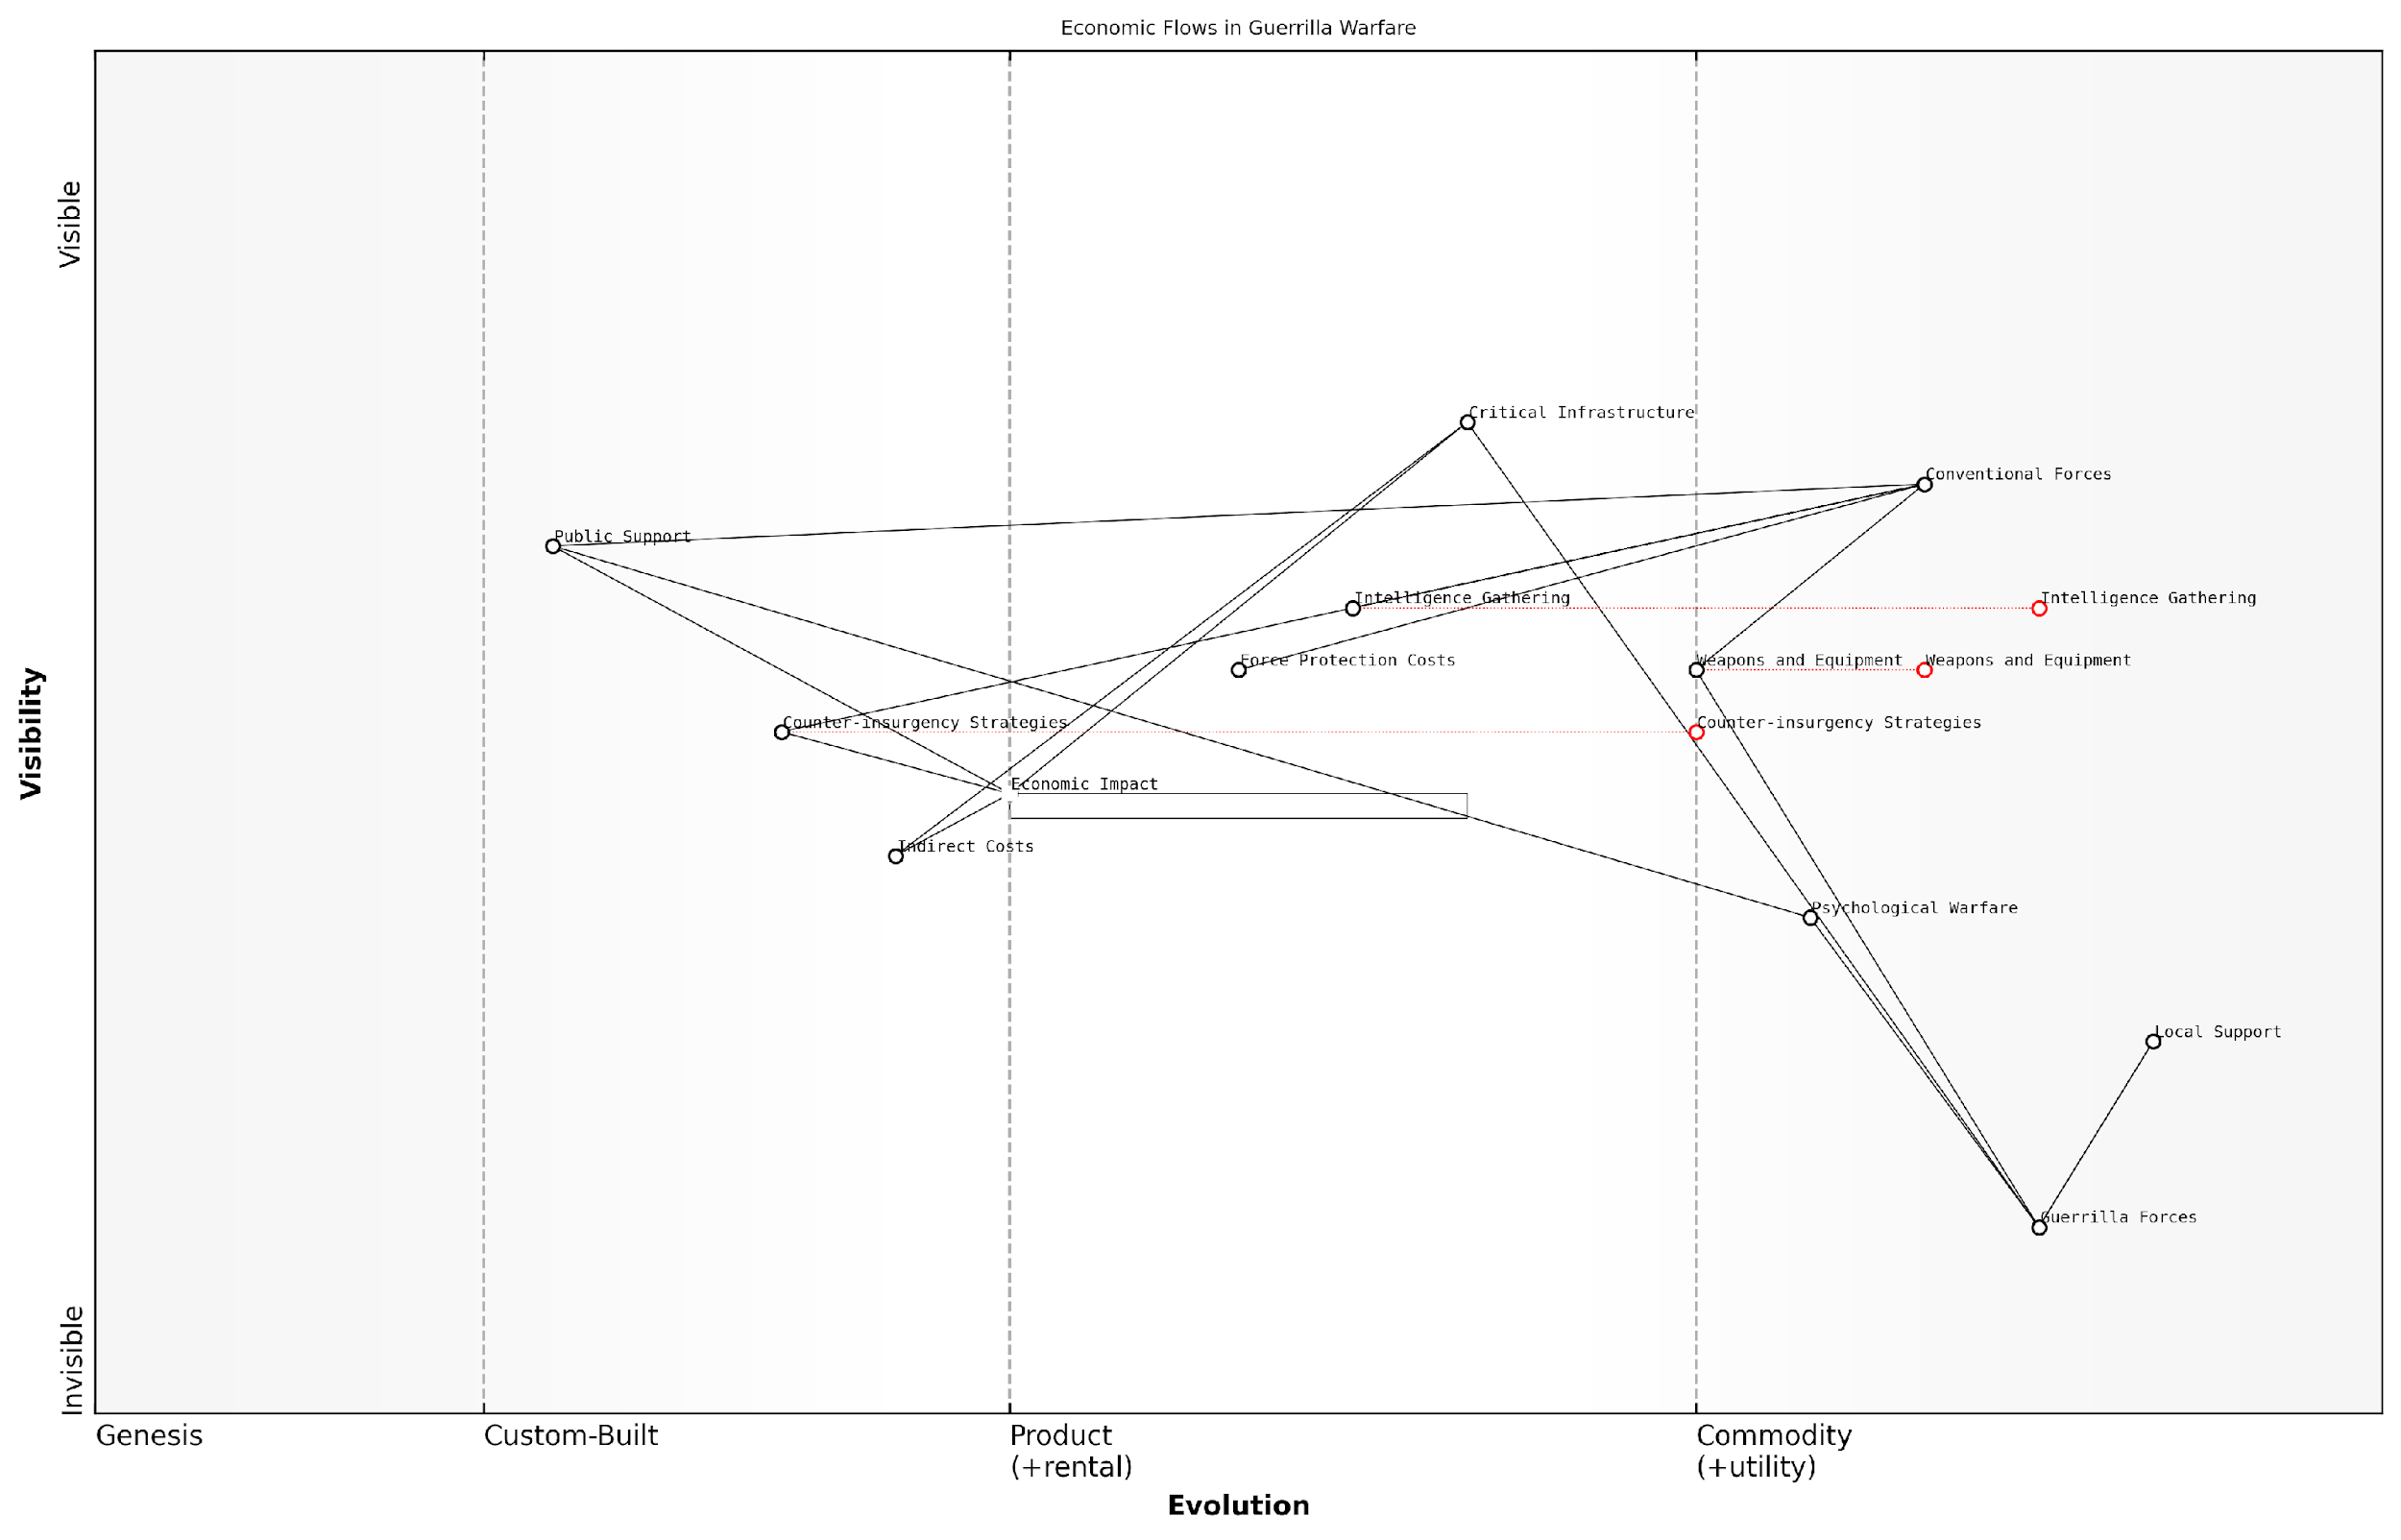 Economic Flows in Guerrilla Warfare
Visible
Visibility
Invisible
Critical Infrastructure
Conventional Forces
Public Support
Intelligence Gathering
Intelligence Gathering
Force Protection Costs
Weapons and Equipment
Weapons and Equipment
Counter-insurgency Strategies
Counter-insurgency Strategies
Economic Impact
Indirect Costs
Psychological Warfare
Local Support
Guerrilla Forces
Genesis
Custom-Built
Product
(+rental)
Commodity
(+utility)
Evolution